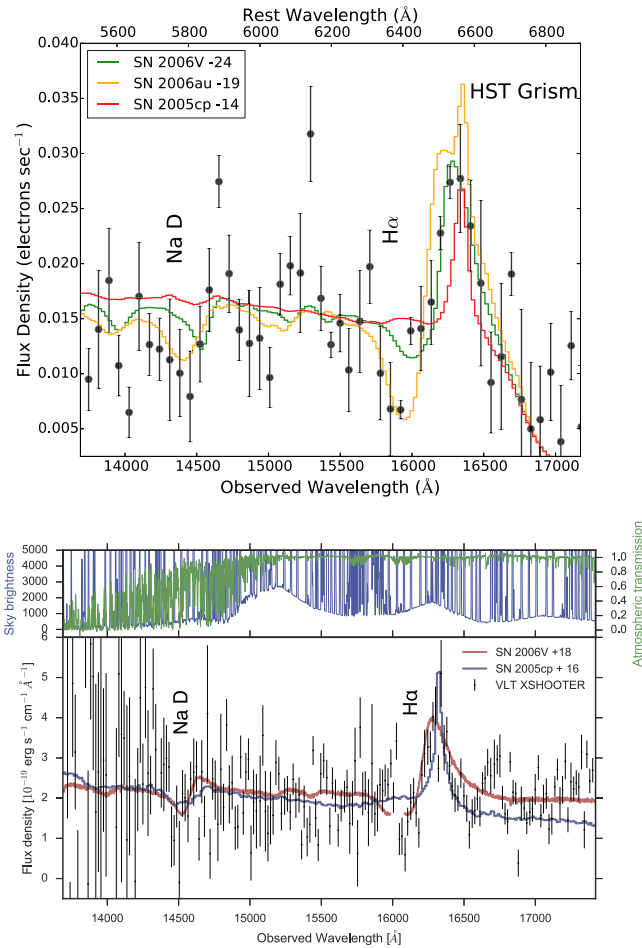 Rest Wavelength (Å)
5600 5800 6000 6200 6400 6600 6800
0.040
0.035
0.030
0.025
0.020
0.015
0.010
0.005
Flux Density (electrons sec⁻¹)
SN 2006V -24
SN 2006au -19
SN 2005cp -14
HST Grism
Na D
Hα
14000 14500 15000 15500 16000 16500 17000
Observed Wavelength (Å)
Sky brightness
5000
4000
3000
2000
1000
0
1.0
0.8
0.6
0.4
0.2
0.0
Atmospheric transmission
6
5
4
3
2
1
0
Flux density [10⁻¹⁹ erg s⁻¹ cm⁻¹ Å⁻¹]
SN 2006V +18
SN 2005cp + 16
VLT XSHOOTER
Na D
Hα
14000 14500 15000 15500 16000 16500 17000
Observed Wavelength [Å]